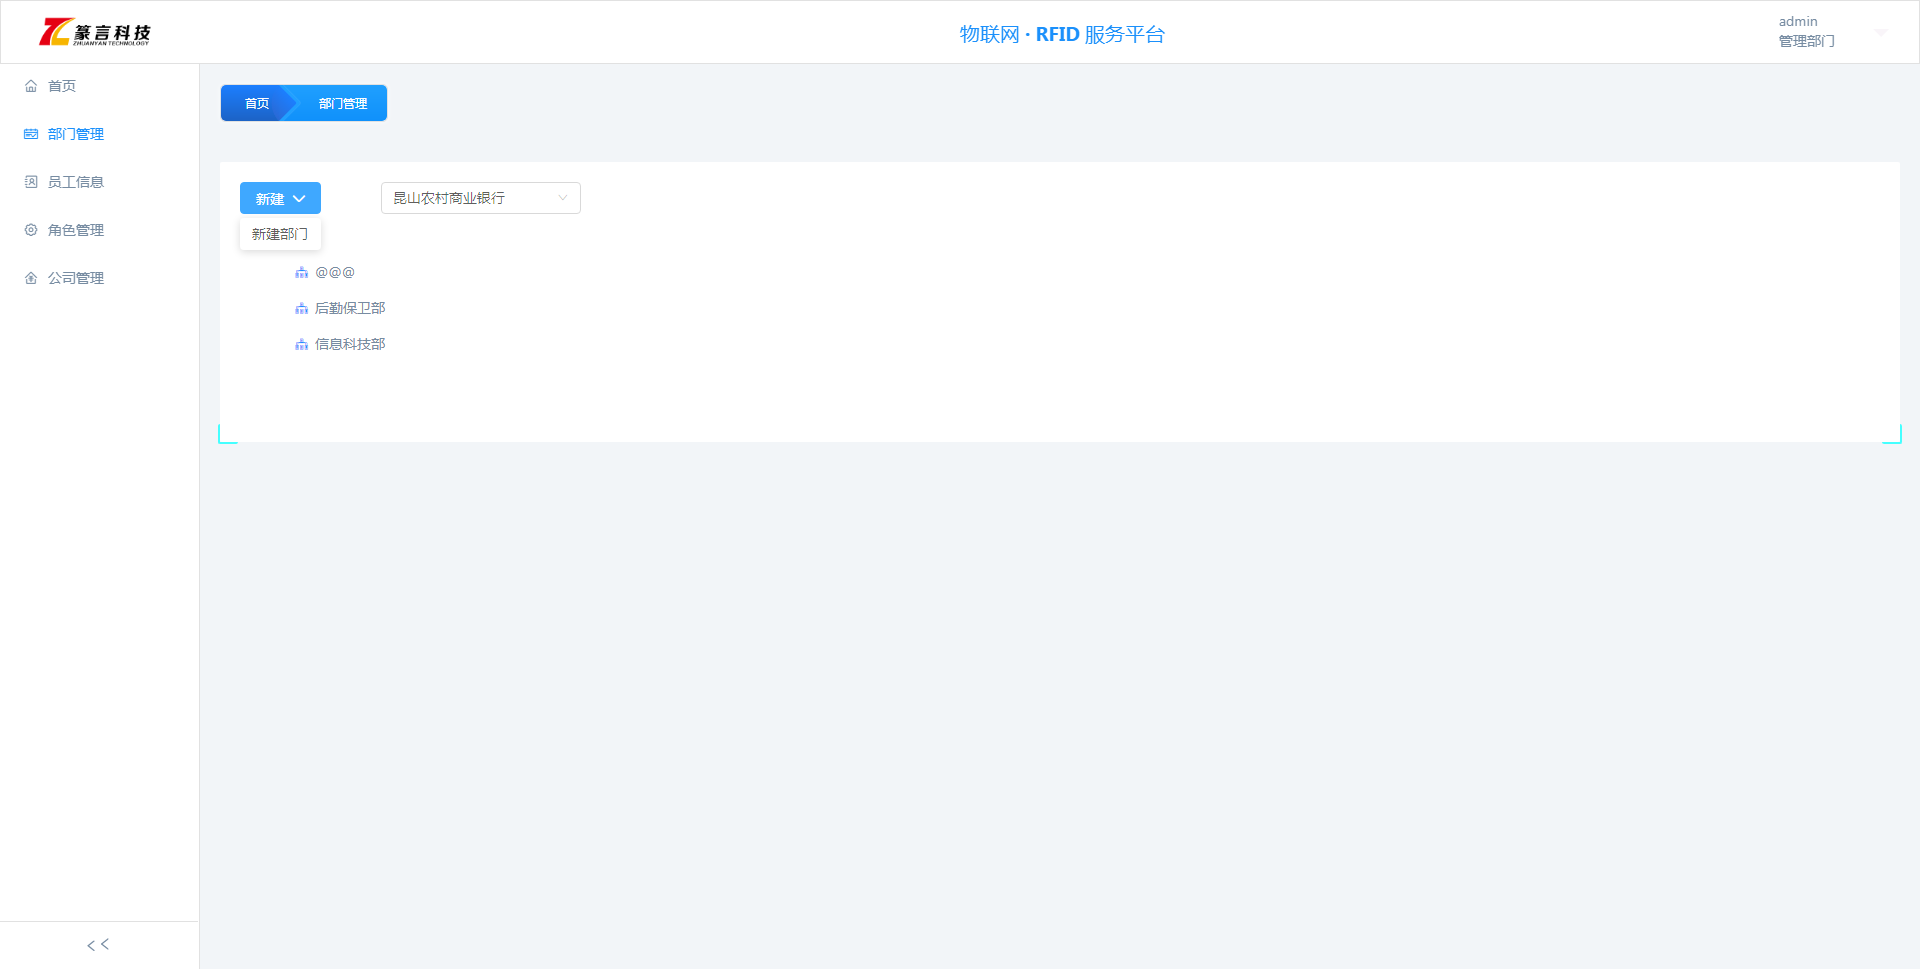 篆言科技
ZHUANYAN TECHNOLOGY
物联网 · RFID 服务平台
admin
管理部门
首页
部门管理
员工信息
角色管理
公司管理
首页
部门管理
新建
昆山农村商业银行
新建部门
@@@
后勤保卫部
信息科技部
<<